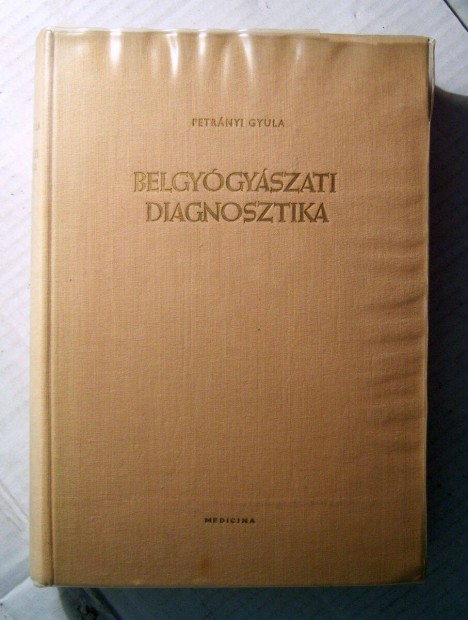 PETRÁNYI GYULA
BELGYÓGYÁSZATI
DIAGNOSZTIKA
MEDICINA